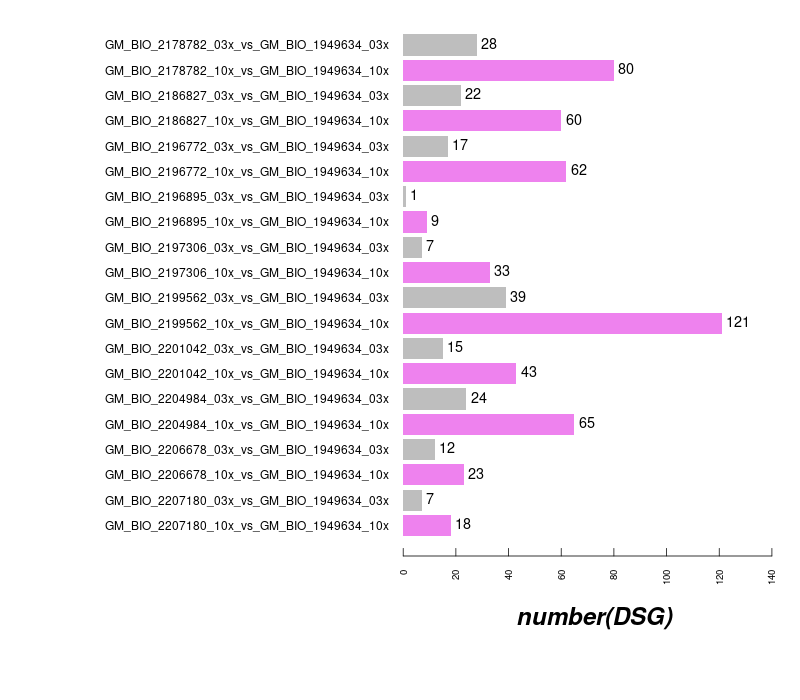 GM_BIO_2178782_03x_vs_GM_BIO_1949634_03x 28
GM_BIO_2178782_10x_vs_GM_BIO_1949634_10x 80
GM_BIO_2186827_03x_vs_GM_BIO_1949634_03x 22
GM_BIO_2186827_10x_vs_GM_BIO_1949634_10x 60
GM_BIO_2196772_03x_vs_GM_BIO_1949634_03x 17
GM_BIO_2196772_10x_vs_GM_BIO_1949634_10x 62
GM_BIO_2196895_03x_vs_GM_BIO_1949634_03x 1
GM_BIO_2196895_10x_vs_GM_BIO_1949634_10x 9
GM_BIO_2197306_03x_vs_GM_BIO_1949634_03x 7
GM_BIO_2197306_10x_vs_GM_BIO_1949634_10x 33
GM_BIO_2199562_03x_vs_GM_BIO_1949634_03x 39
GM_BIO_2199562_10x_vs_GM_BIO_1949634_10x 121
GM_BIO_2201042_03x_vs_GM_BIO_1949634_03x 15
GM_BIO_2201042_10x_vs_GM_BIO_1949634_10x 43
GM_BIO_2204984_03x_vs_GM_BIO_1949634_03x 24
GM_BIO_2204984_10x_vs_GM_BIO_1949634_10x 65
GM_BIO_2206678_03x_vs_GM_BIO_1949634_03x 12
GM_BIO_2206678_10x_vs_GM_BIO_1949634_10x 23
GM_BIO_2207180_03x_vs_GM_BIO_1949634_03x 7
GM_BIO_2207180_10x_vs_GM_BIO_1949634_10x 18
0 20 40 60 80 100 120 140
number(DSG)